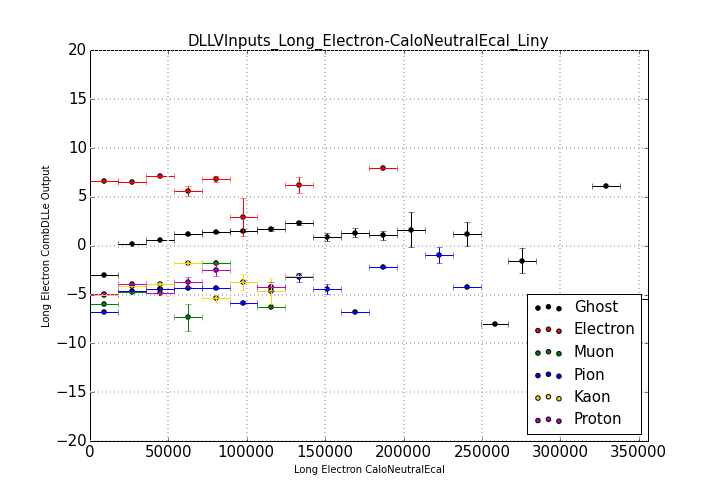 DLLVInputs_Long_Electron-CaloNeutralEcal_Liny
20
15
10
5
0
−5
−10
−15
−20
Long Electron CombDLLe Output
Ghost
Electron
Muon
Pion
Kaon
Proton
0 50000 100000 150000 200000 250000 300000 350000
Long Electron CaloNeutralEcal